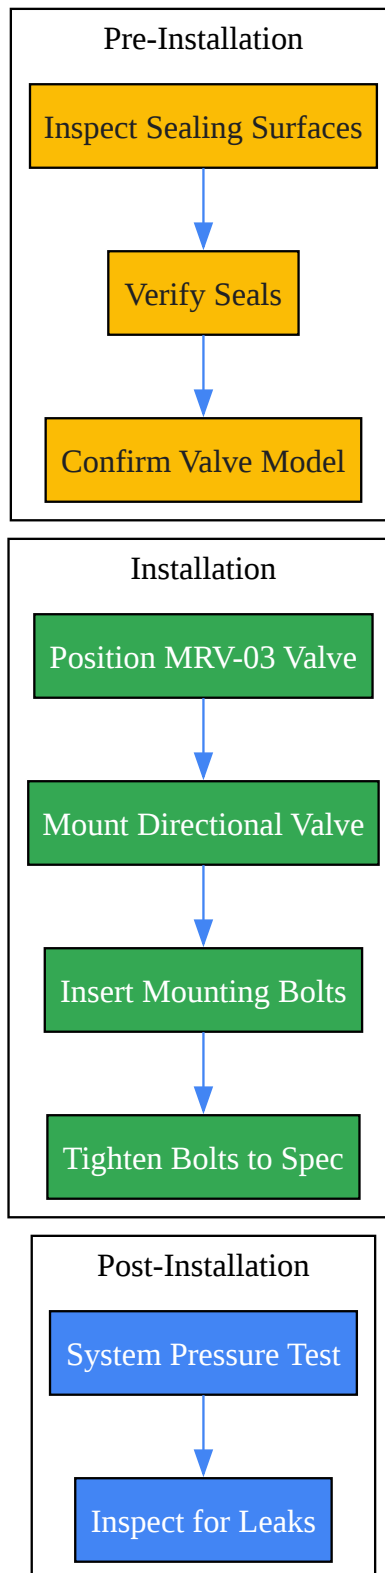 Pre-Installation
Inspect Sealing Surfaces
Verify Seals
Confirm Valve Model
Installation
Position MRV-03 Valve
Mount Directional Valve
Insert Mounting Bolts
Tighten Bolts to Spec
Post-Installation
System Pressure Test
Inspect for Leaks